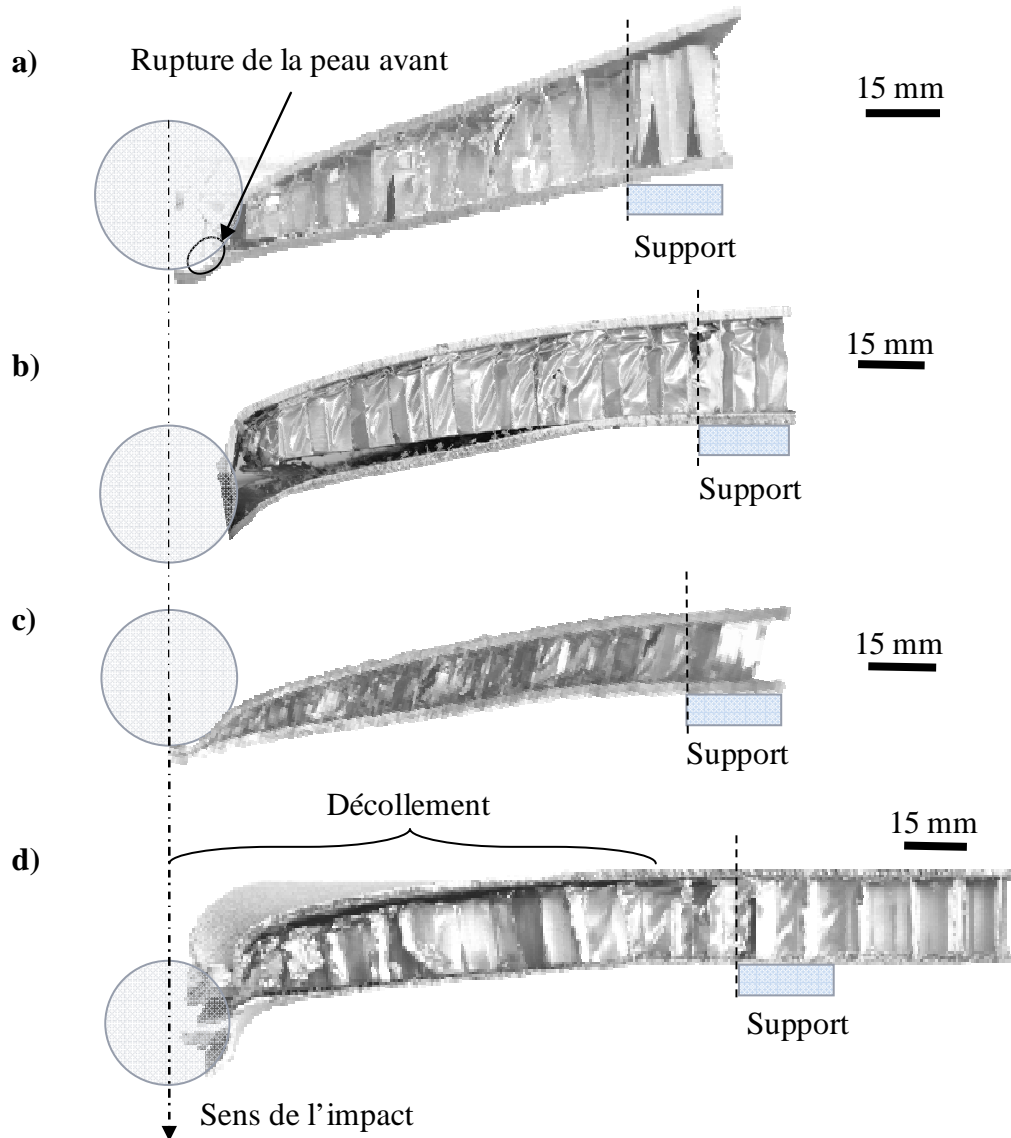 a)
Rupture de la peau avant
15 mm
Support
b)
15 mm
Support
c)
15 mm
Support
Décollement
15 mm
d)
Support
Sens de l’impact